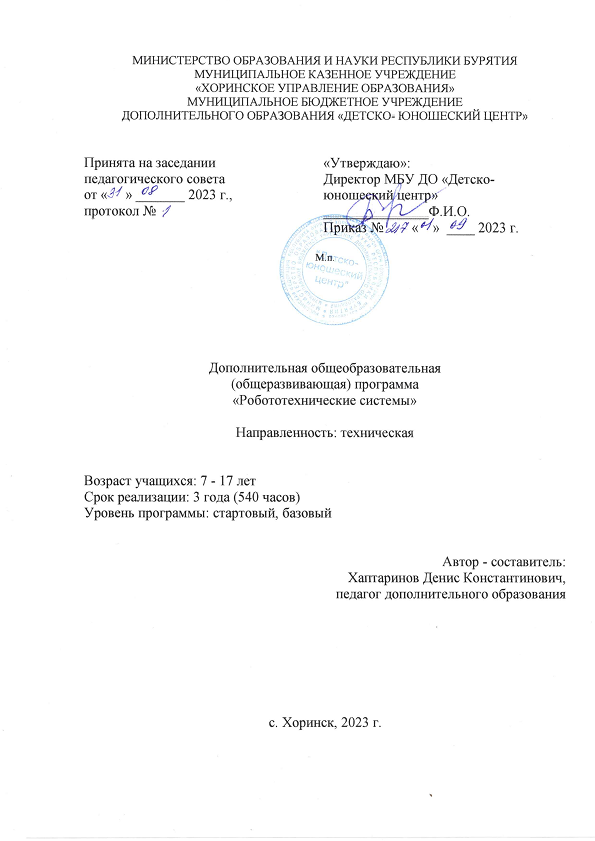 МИНИСТЕРСТВО ОБРАЗОВАНИЯ И НАУКИ РЕСПУБЛИКИ БУРЯТИЯ
МУНИЦИПАЛЬНОЕ КАЗЕННОЕ УЧРЕЖДЕНИЕ
«ХОРИНСКОЕ УПРАВЛЕНИЕ ОБРАЗОВАНИЯ»
МУНИЦИПАЛЬНОЕ БЮДЖЕТНОЕ УЧРЕЖДЕНИЕ
ДОПОЛНИТЕЛЬНОГО ОБРАЗОВАНИЯ «ДЕТСКО- ЮНОШЕСКИЙ ЦЕНТР»
Принята на заседании
педагогического совета
от «31» 08 2023 г.,
протокол № 1
«Утверждаю»:
Директор МБУ ДО «Детско-
юношеский центр»
Ф.И.О.
Приказ № 217 «01» 09 2023 г.
М.п.
"Детско-
юношеский
центр"
Дополнительная общеобразовательная
(общеразвивающая) программа
«Робототехнические системы»
Направленность: техническая
Возраст учащихся: 7 - 17 лет
Срок реализации: 3 года (540 часов)
Уровень программы: стартовый, базовый
Автор - составитель:
Хаптаринов Денис Константинович,
педагог дополнительного образования
с. Хоринск, 2023 г.